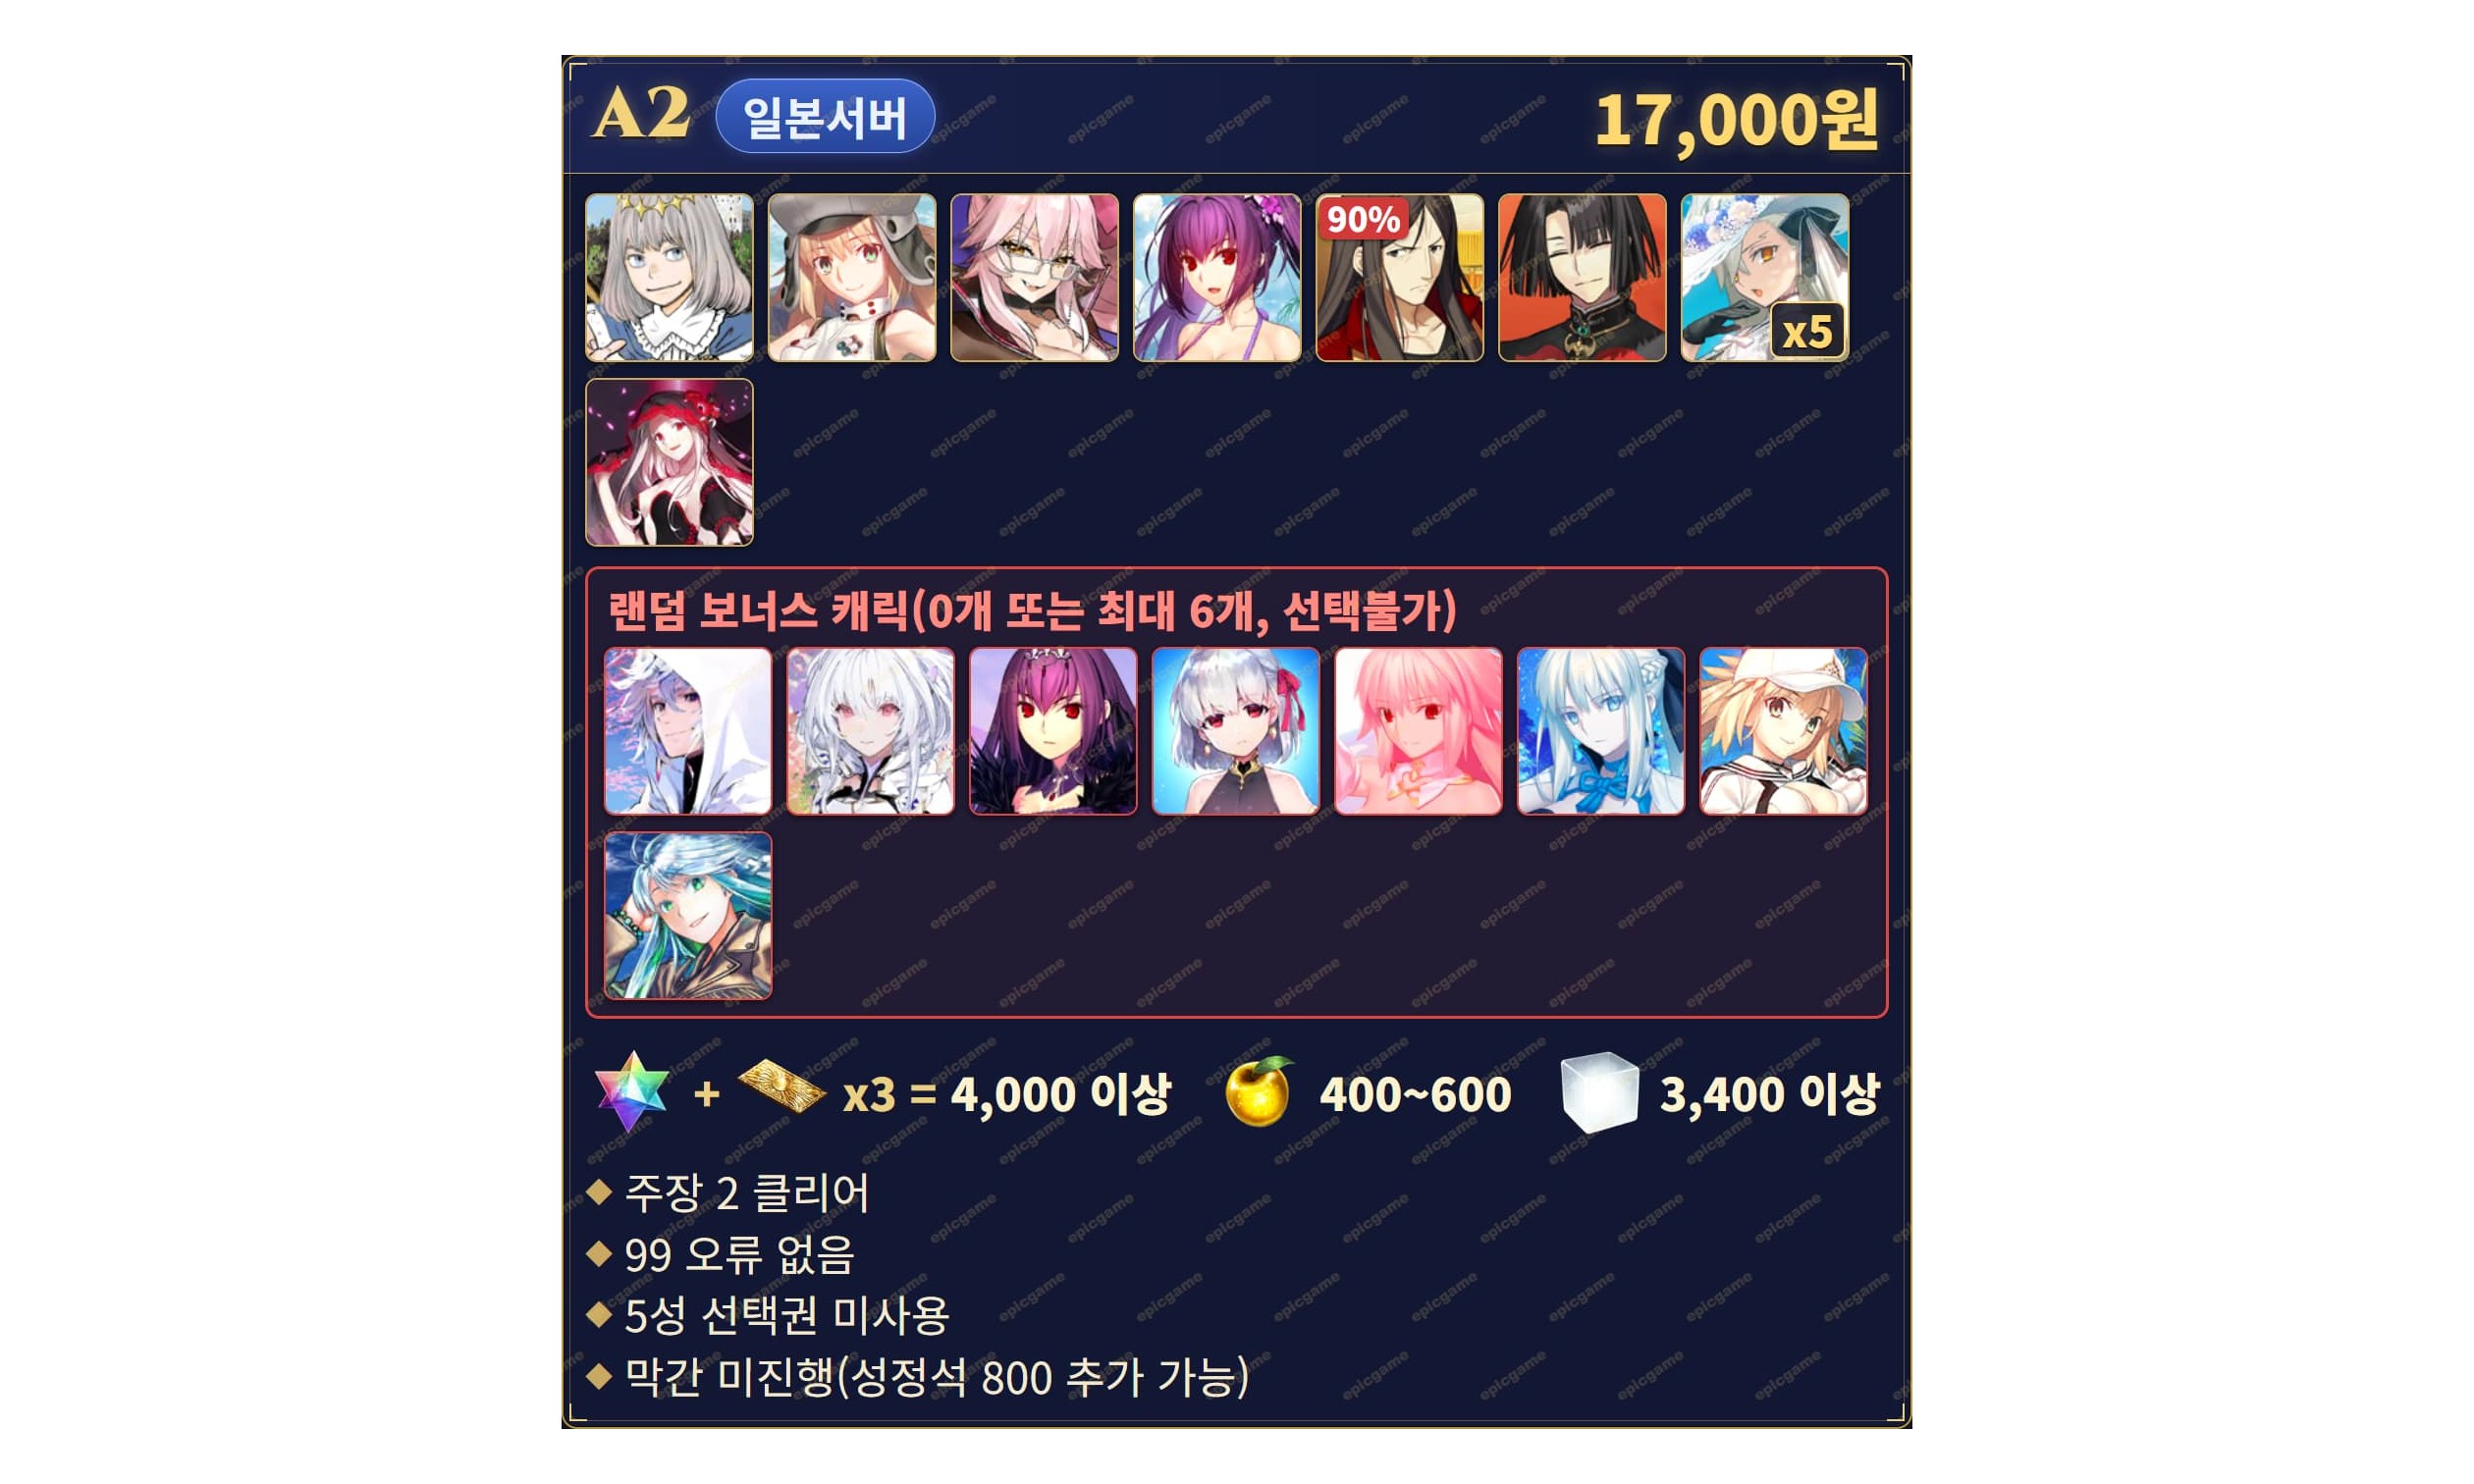 A2 일본서버 17,000원
90%
x5
랜덤 보너스 캐릭(0개 또는 최대 6개, 선택불가)
+ x3 = 4,000 이상 400~600 3,400 이상
주장 2 클리어
99 오류 없음
5성 선택권 미사용
막간 미진행(성정석 800 추가 가능)
epicgame